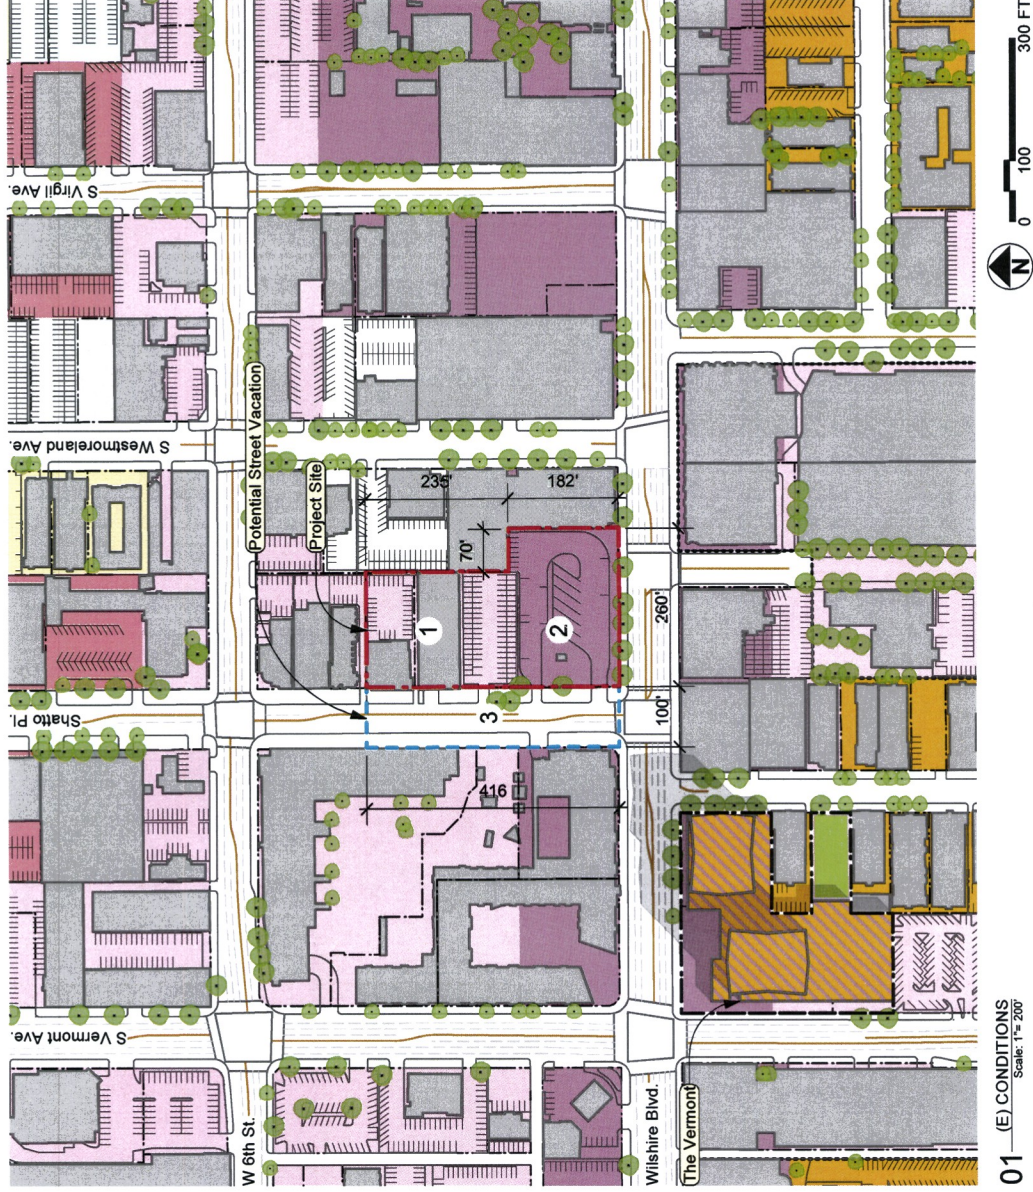 S Vermont Ave.
Shatto Pl.
S Westmoreland Ave.
S Virgil Ave.
W 6th St.
Potential Street Vacation
Project Site
235'
182'
70'
1
2
3
260'
100'
416
Wilshire Blvd.
The Vermont
01 (E) CONDITIONS
Scale: 1"= 200'
N
0 100 300 FT